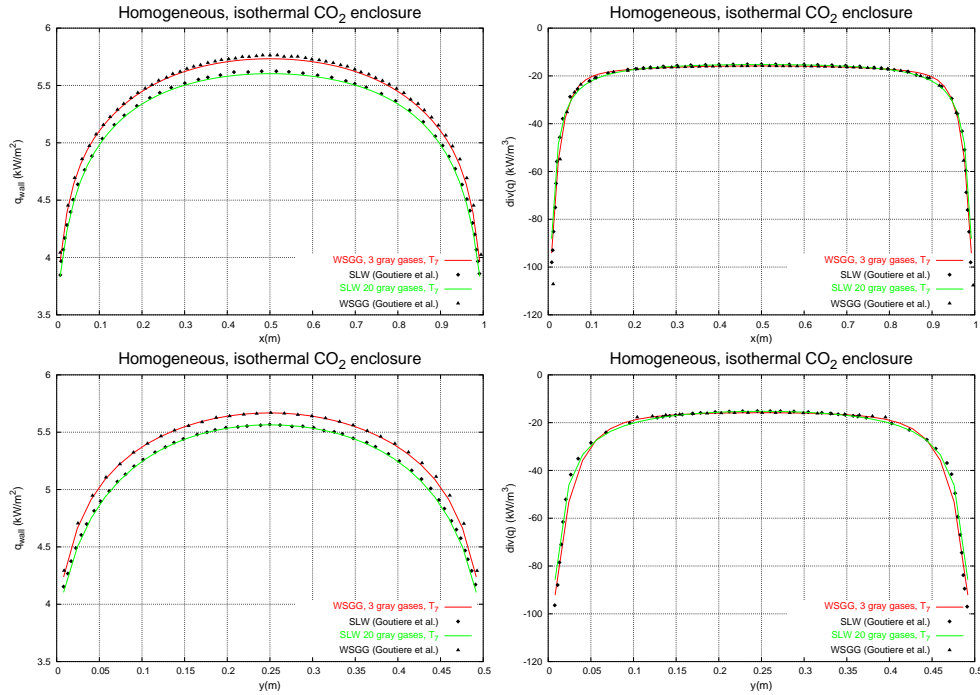 Homogeneous, isothermal CO2 enclosure
6
5.5
5
4.5
4
3.5
qwall (kW/m2)
WSGG, 3 gray gases, T7
SLW (Goutiere et al.)
SLW 20 gray gases, T7
WSGG (Goutiere et al.)
0 0.1 0.2 0.3 0.4 0.5 0.6 0.7 0.8 0.9 1
x(m)
Homogeneous, isothermal CO2 enclosure
0
-20
-40
-60
-80
-100
-120
div(q) (kW/m3)
WSGG, 3 gray gases, T7
SLW (Goutiere et al.)
SLW 20 gray gases, T7
WSGG (Goutiere et al.)
0 0.1 0.2 0.3 0.4 0.5 0.6 0.7 0.8 0.9 1
x(m)
Homogeneous, isothermal CO2 enclosure
6
5.5
5
4.5
4
3.5
qwall (kW/m2)
WSGG, 3 gray gases, T7
SLW (Goutiere et al.)
SLW 20 gray gases, T7
WSGG (Goutiere et al.)
0 0.05 0.1 0.15 0.2 0.25 0.3 0.35 0.4 0.45 0.5
y(m)
Homogeneous, isothermal CO2 enclosure
0
-20
-40
-60
-80
-100
-120
div(q) (kW/m3)
WSGG, 3 gray gases, T7
SLW (Goutiere et al.)
SLW 20 gray gases, T7
WSGG (Goutiere et al.)
0 0.05 0.1 0.15 0.2 0.25 0.3 0.35 0.4 0.45 0.5
y(m)